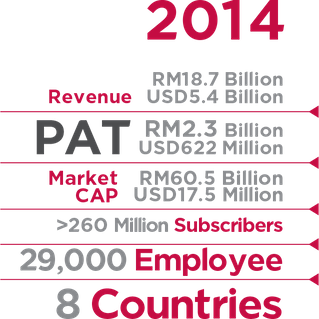 2014
RM18.7 Billion
Revenue USD5.4 Billion
PAT RM2.3 Billion
USD622 Million
Market RM60.5 Billion
CAP USD17.5 Million
>260 Million Subscribers
29,000 Employee
8 Countries